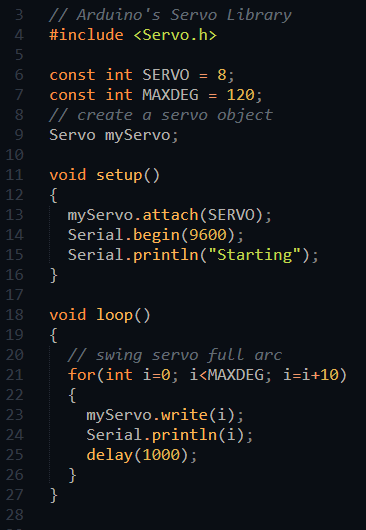 3 // Arduino's Servo Library
4 #include <Servo.h>
5
6 const int SERVO = 8;
7 const int MAXDEG = 120;
8 // create a servo object
9 Servo myServo;
10
11 void setup()
12 {
13   myServo.attach(SERVO);
14   Serial.begin(9600);
15   Serial.println("Starting");
16 }
17
18 void loop()
19 {
20   // swing servo full arc
21   for(int i=0; i<MAXDEG; i=i+10)
22   {
23     myServo.write(i);
24     Serial.println(i);
25     delay(1000);
26   }
27 }
28